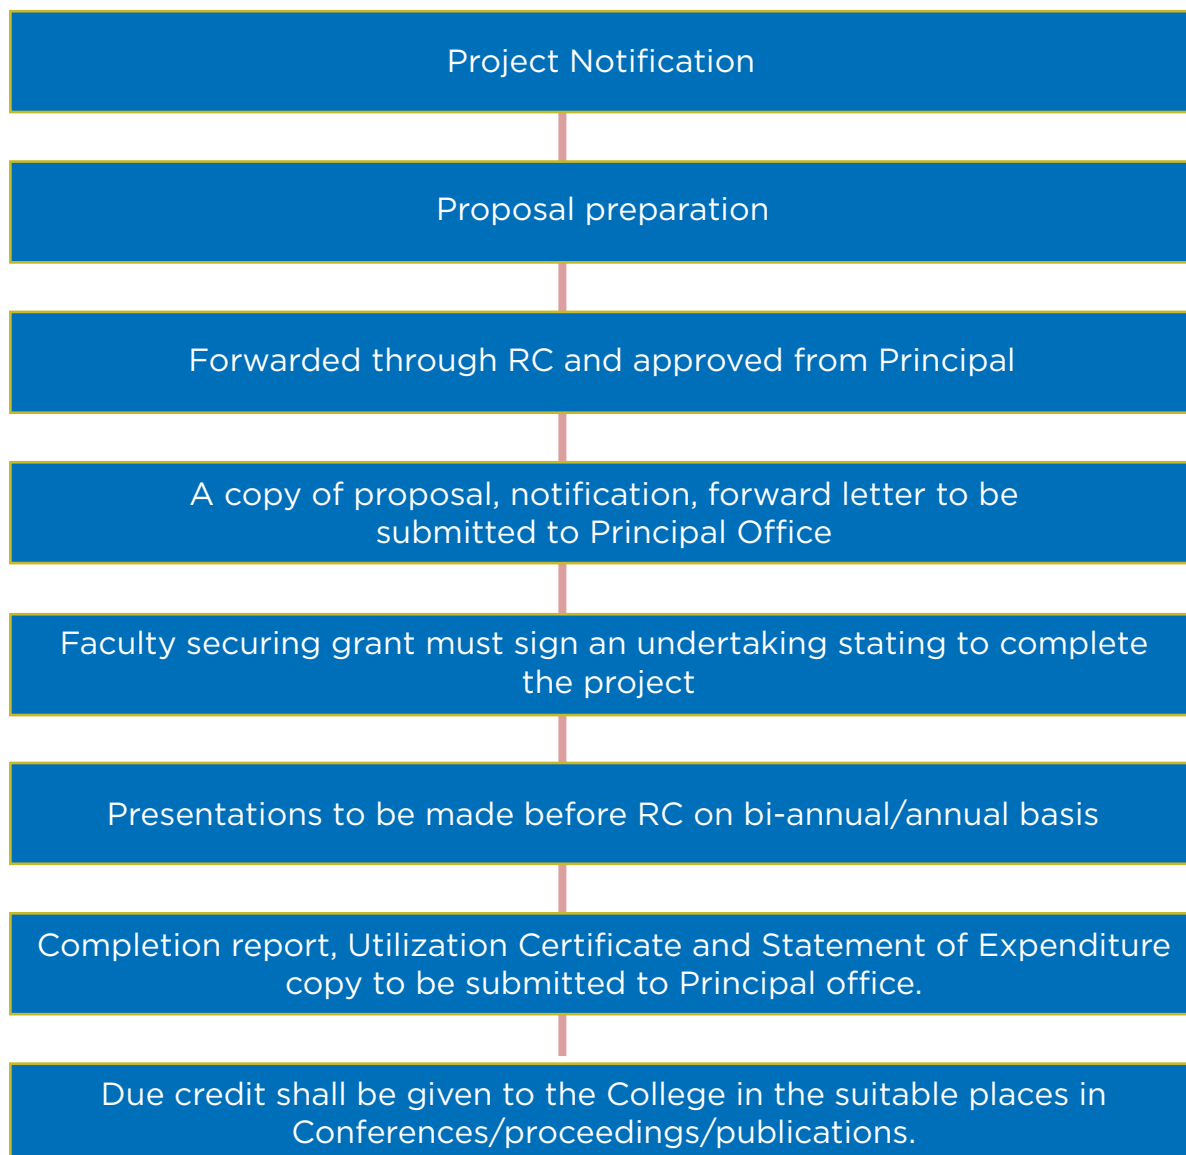 Project Notification
Proposal preparation
Forwarded through RC and approved from Principal
A copy of proposal, notification, forward letter to be
submitted to Principal Office
Faculty securing grant must sign an undertaking stating to complete
the project
Presentations to be made before RC on bi-annual/annual basis
Completion report, Utilization Certificate and Statement of Expenditure
copy to be submitted to Principal office.
Due credit shall be given to the College in the suitable places in
Conferences/proceedings/publications.